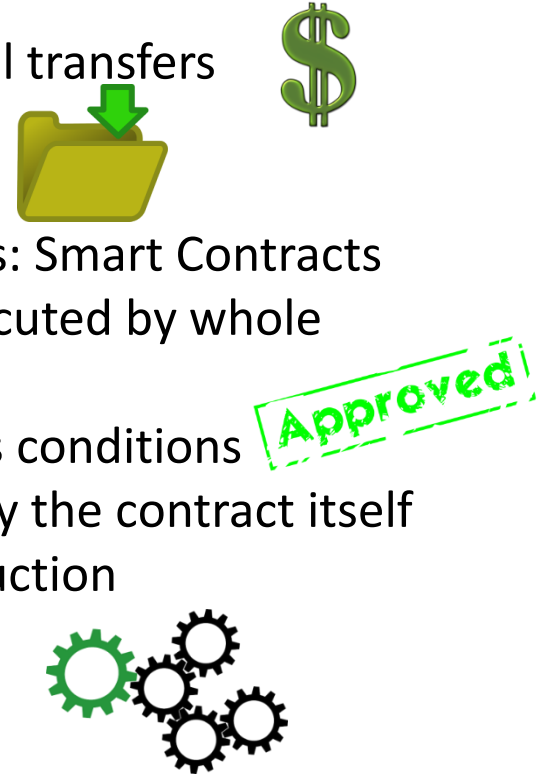 l transfers
s: Smart Contracts
cuted by whole
Approved
s conditions
y the contract itself
uction